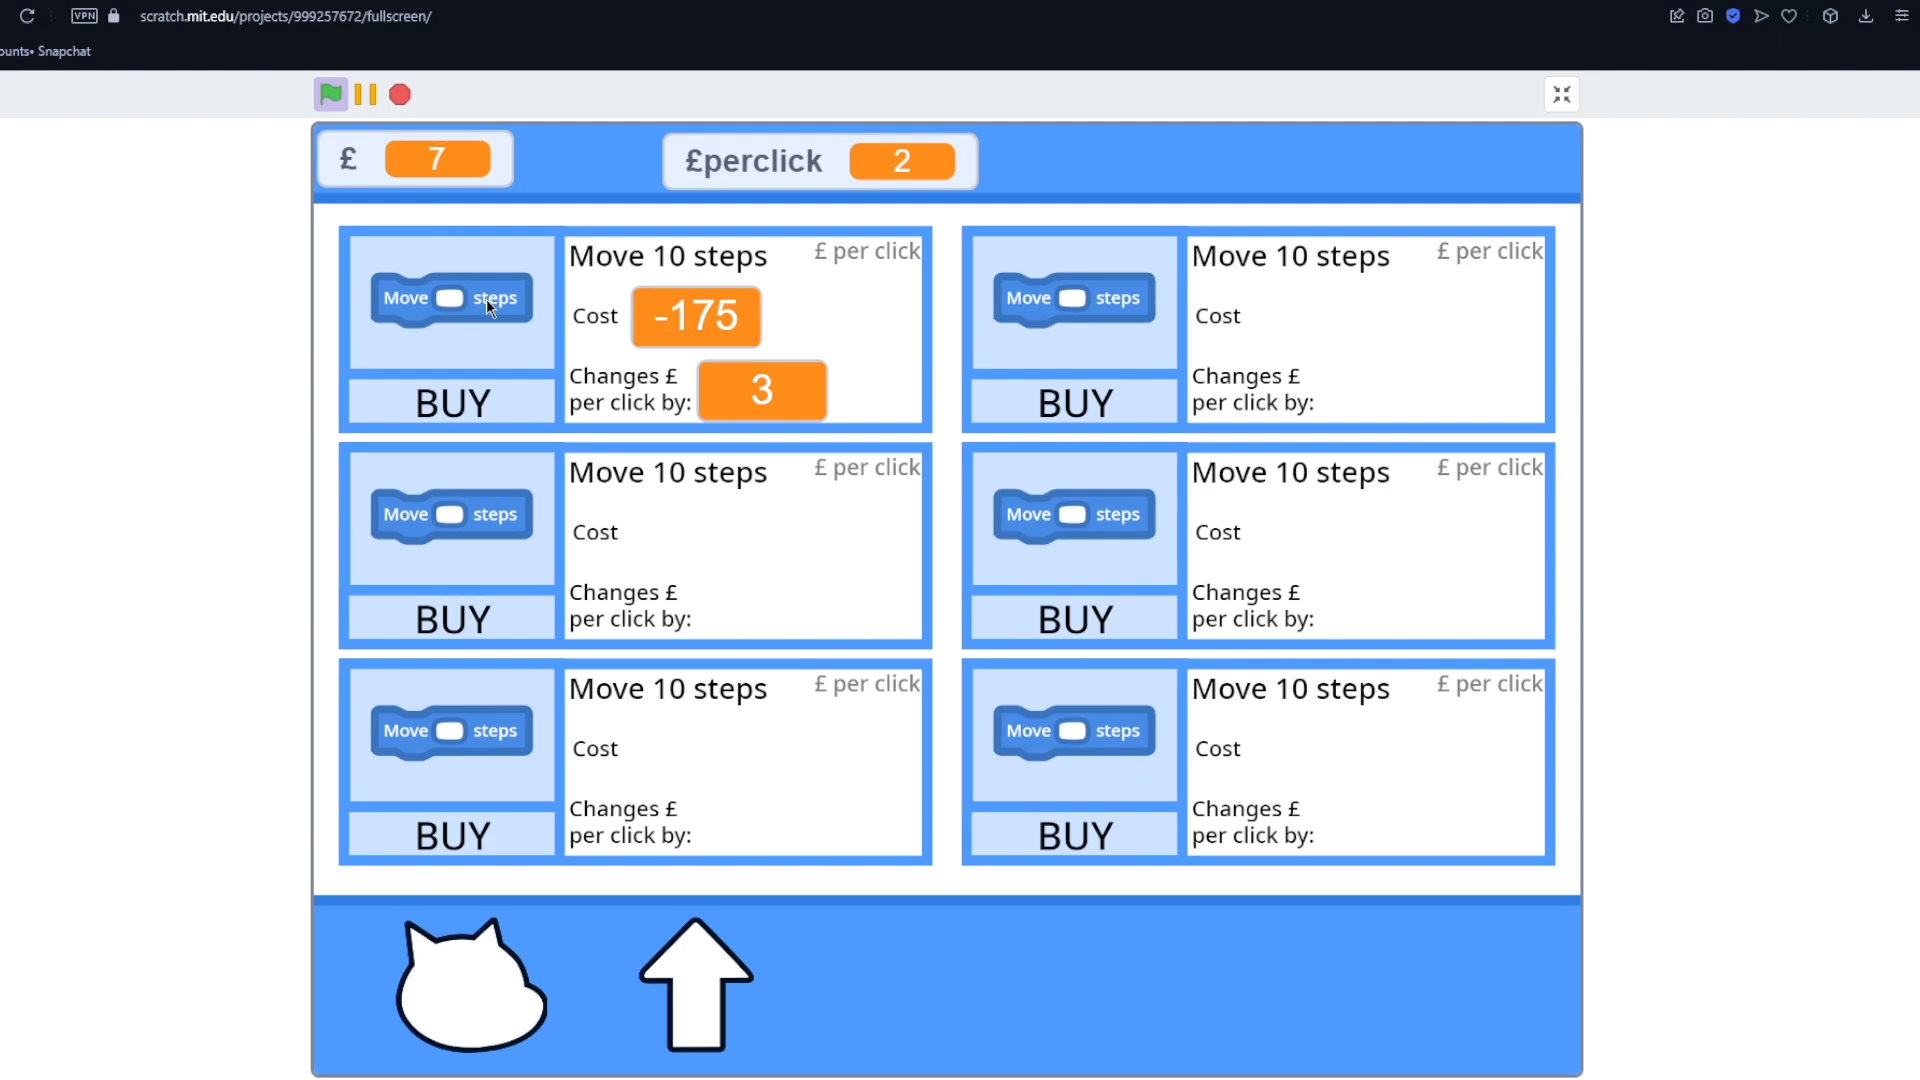 VPN
scratch.mit.edu/projects/999257672/fullscreen/
ounts• Snapchat
£ 7
£perclick 2
Move 10 steps £ per click
Move steps
Cost -175
Changes £
per click by: 3
BUY
Move 10 steps £ per click
Move steps
Cost
Changes £
per click by:
BUY
Move 10 steps £ per click
Move steps
Cost
Changes £
per click by:
BUY
Move 10 steps £ per click
Move steps
Cost
Changes £
per click by:
BUY
Move 10 steps £ per click
Move steps
Cost
Changes £
per click by:
BUY
Move 10 steps £ per click
Move steps
Cost
Changes £
per click by:
BUY